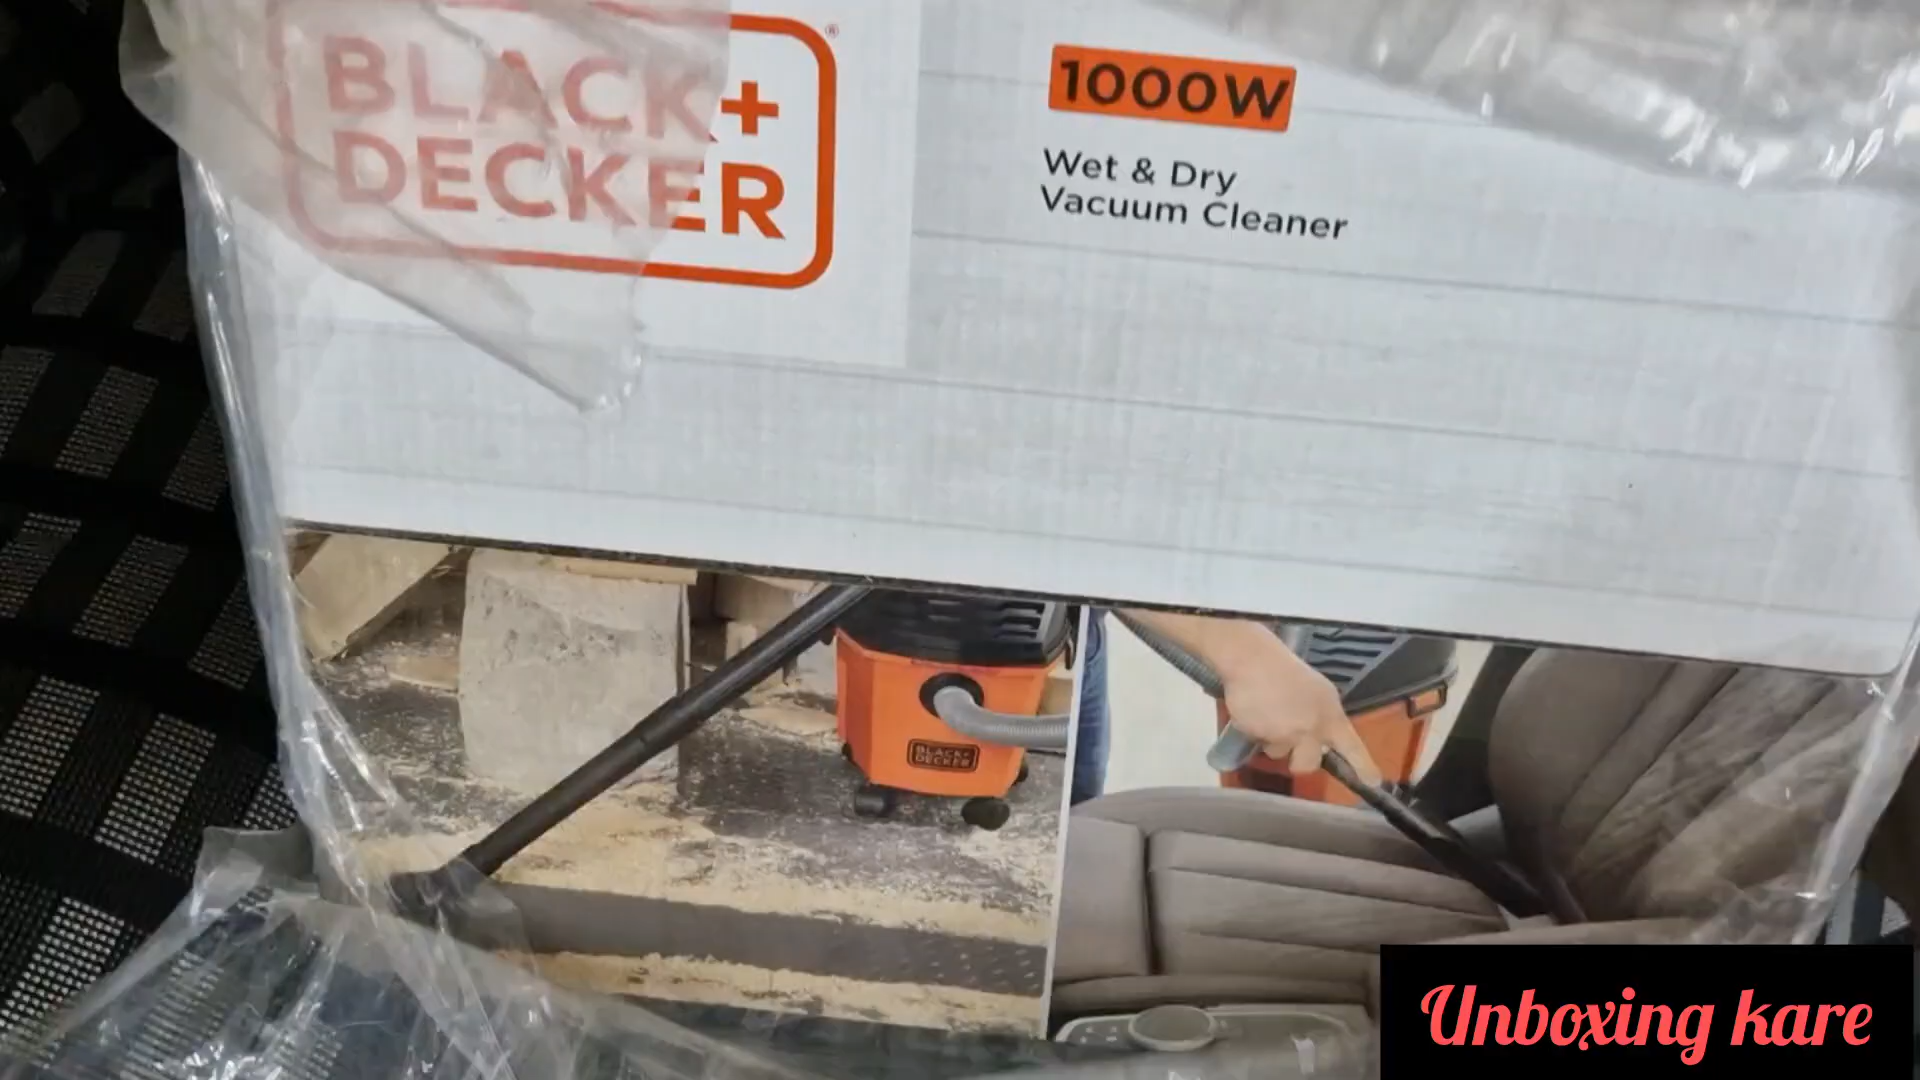 BLACK+
DECKER®
1000W
Wet & Dry
Vacuum Cleaner
BLACK+
DECKER
Unboxing kare